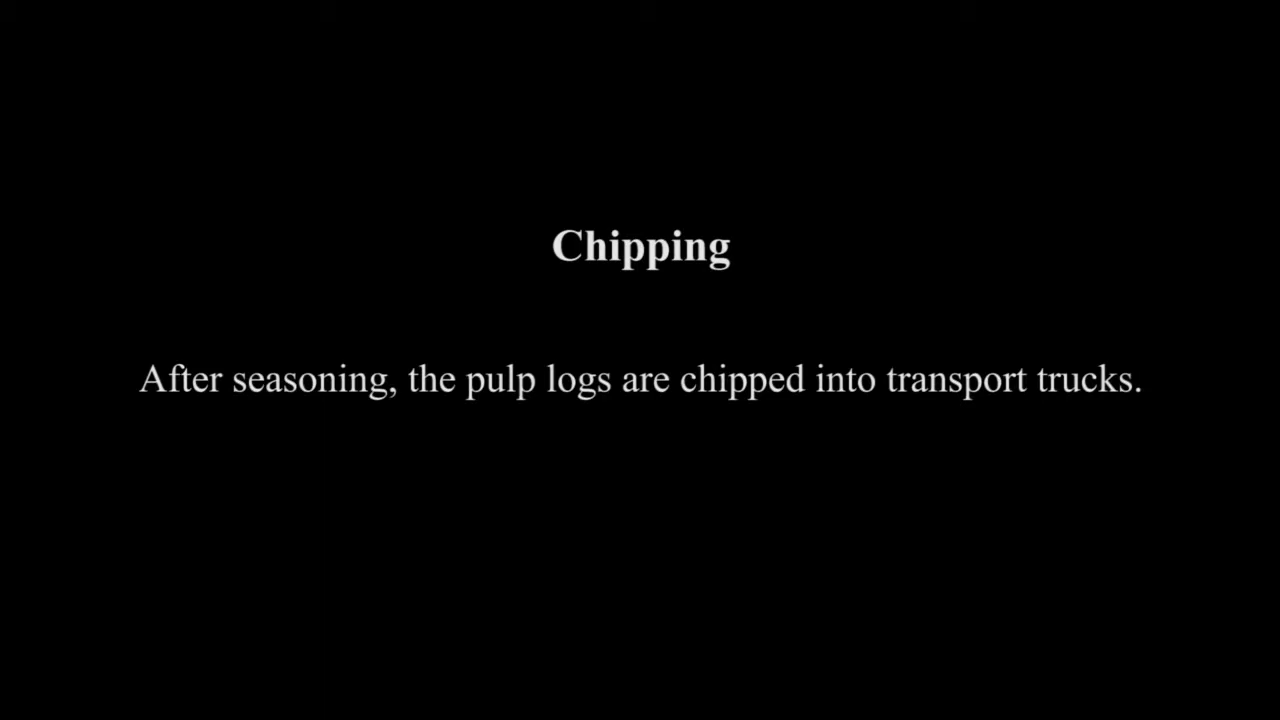 Chipping
After seasoning, the pulp logs are chipped into transport trucks.